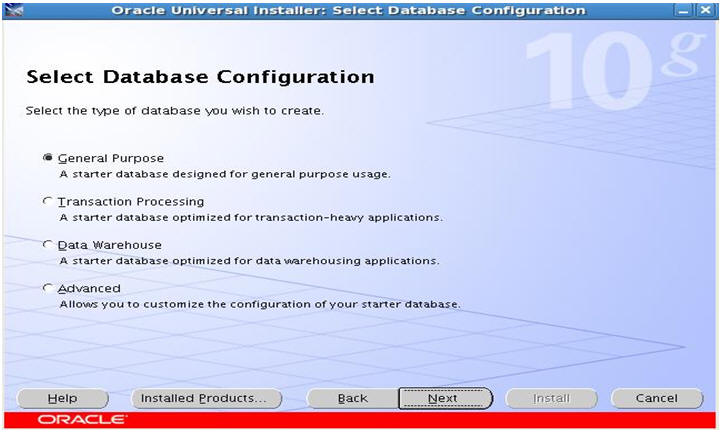 Oracle Universal Installer: Select Database Configuration
10g
Select Database Configuration
Select the type of database you wish to create.
General Purpose
A starter database designed for general purpose usage.
Transaction Processing
A starter database optimized for transaction-heavy applications.
Data Warehouse
A starter database optimized for data warehousing applications.
Advanced
Allows you to customize the configuration of your starter database.
Help Installed Products... Back Next Install Cancel
ORACLE